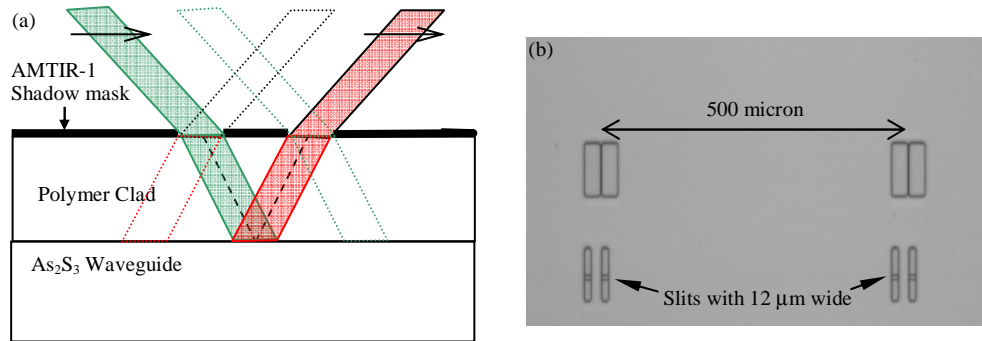 (a)
AMTIR-1
Shadow mask
Polymer Clad
As₂S₃ Waveguide
(b)
500 micron
Slits with 12 μm wide